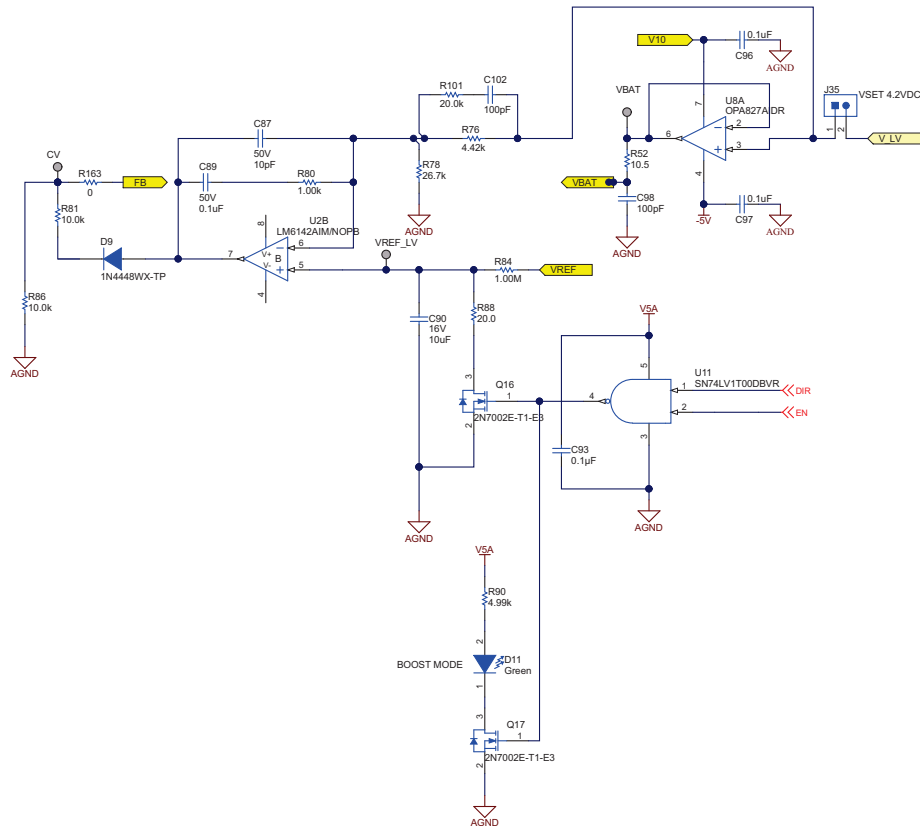 V10
0.1uF
C96
AGND
R101
20.0k
C102
100pF
VBAT
U8A
OPA827AIDR
J35
VSET 4.2VDC
7
2
6
3
4
1
2
V_LV
C87
50V
10pF
R76
4.42k
R52
10.5
CV
R163
0
FB
C89
50V
0.1uF
R80
1.00k
R78
26.7k
VBAT
C98
100pF
-5V
0.1uF
C97
AGND
R81
10.0k
U2B
LM6142AIM/NOPB
AGND
AGND
D9
1N4448WX-TP
8
7
V+
V-
B
6
5
4
VREF_LV
R84
1.00M
VREF
R86
10.0k
C90
16V
10uF
R88
20.0
V5A
AGND
3
Q16
1
2
2N7002E-T1-E3
U11
SN74LV1T00DBVR
5
4
1
2
3
DIR
EN
C93
0.1µF
AGND
AGND
V5A
R90
4.99k
2
BOOST MODE
D11
Green
1
3
Q17
1
2
2N7002E-T1-E3
AGND